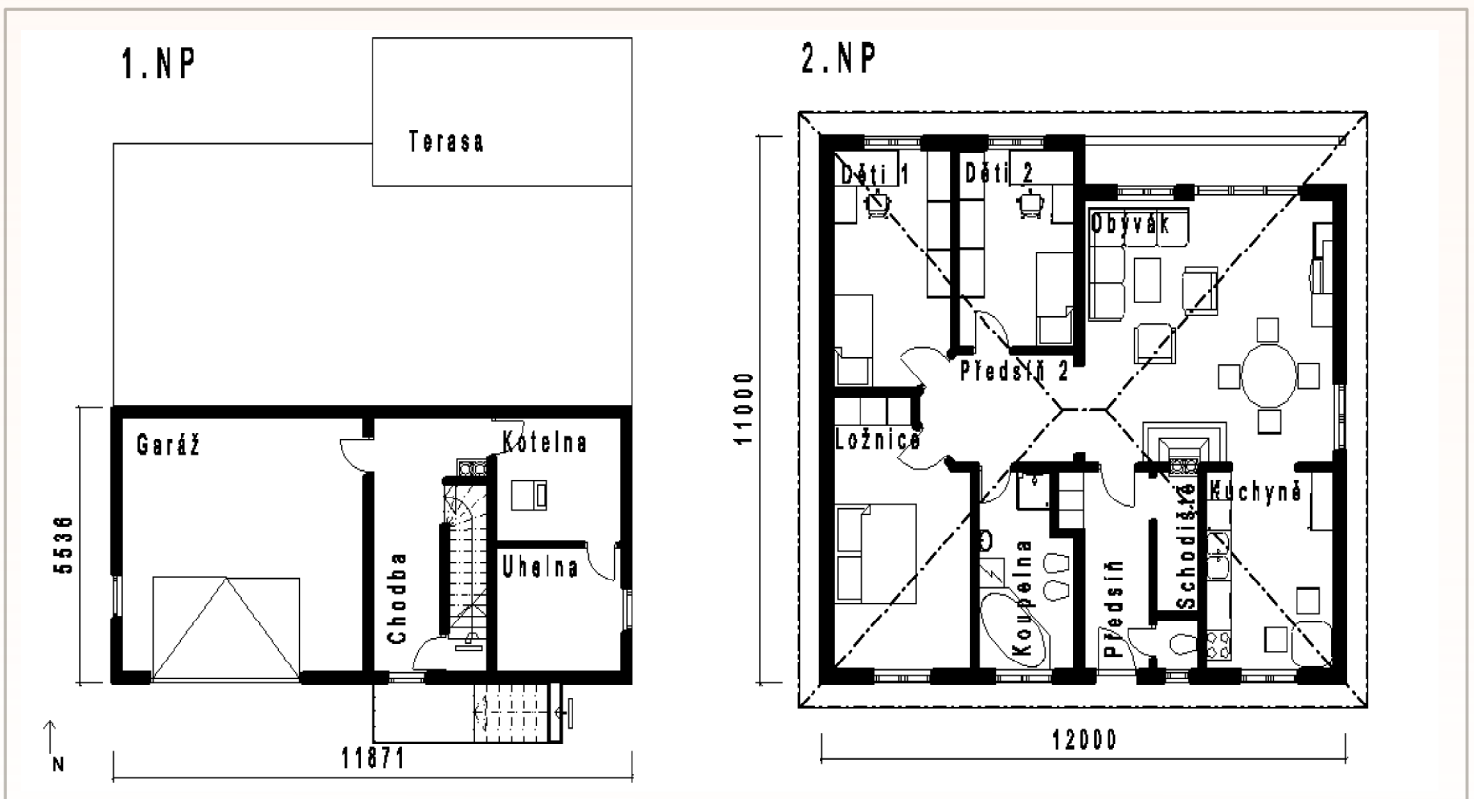 1.NP
Terasa
Garáž
Kotelna
Uhelna
Chodba
5536
N
11871
2.NP
Děti 1
Děti 2
Obývák
Předsíň 2
Ložnice
Kuchyně
Schodiště
Koupelna
Předsíň
11000
12000